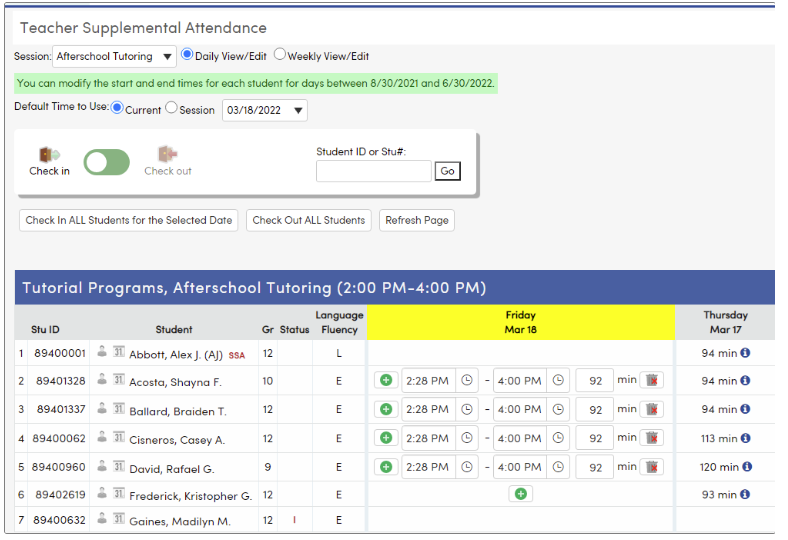 Teacher Supplemental Attendance
Session: Afterschool Tutoring Daily View/Edit Weekly View/Edit
You can modify the start and end times for each student for days between 8/30/2021 and 6/30/2022.
Default Time to Use: Current Session 03/18/2022
Student ID or Stu#:
Check in Check out Go
Check In ALL Students for the Selected Date Check Out ALL Students Refresh Page
Tutorial Programs, Afterschool Tutoring (2:00 PM-4:00 PM)
Language Friday Thursday
Stu ID Student Gr Status Fluency Mar 18 Mar 17
1 89400001 31 Abbott, Alex J. (AJ) SSA 12 L 94 min
2 89401328 31 Acosta, Shayna F. 10 E 2:28 PM - 4:00 PM 92 min 94 min
3 89401337 31 Ballard, Braiden T. 12 E 2:28 PM - 4:00 PM 92 min 94 min
4 89400062 31 Cisneros, Casey A. 12 E 2:28 PM - 4:00 PM 92 min 113 min
5 89400960 31 David, Rafael G. 9 E 2:28 PM - 4:00 PM 92 min 120 min
6 89402619 31 Frederick, Kristopher G. 12 E 93 min
7 89400632 31 Gaines, Madilyn M. 12 I E